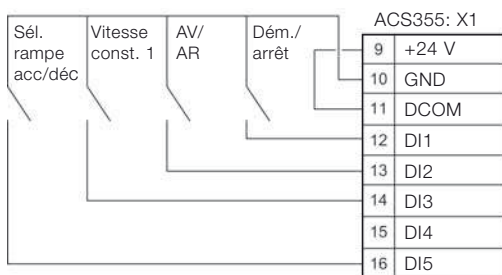 Sél.
rampe
acc/déc
Vitesse
const. 1
AV/
AR
Dém./
arrêt
ACS355: X1
9 +24 V
10 GND
11 DCOM
12 DI1
13 DI2
14 DI3
15 DI4
16 DI5